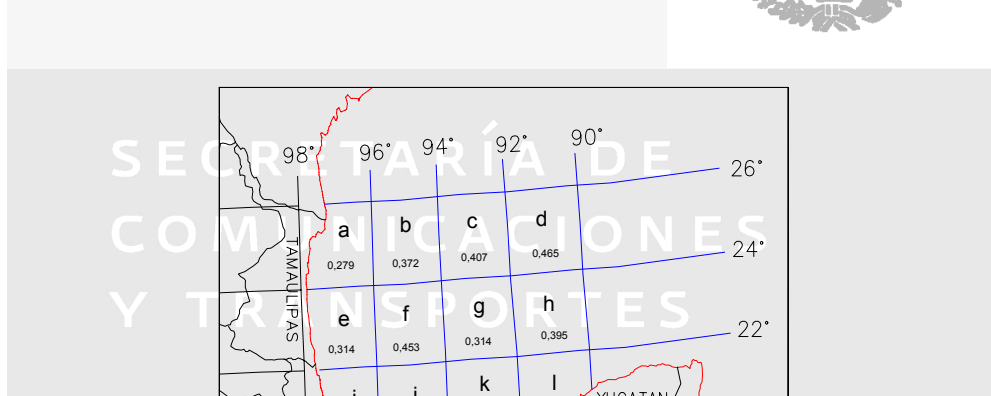 SECRETARÍA DE
COMUNICACIONES
Y TRANSPORTES
98° 96° 94° 92° 90°
26°
a b c d
0,279 0,372 0,407 0,465
24°
TAMAULIPAS
e f g h
0,314 0,453 0,314 0,395
22°
k l
YUCATAN